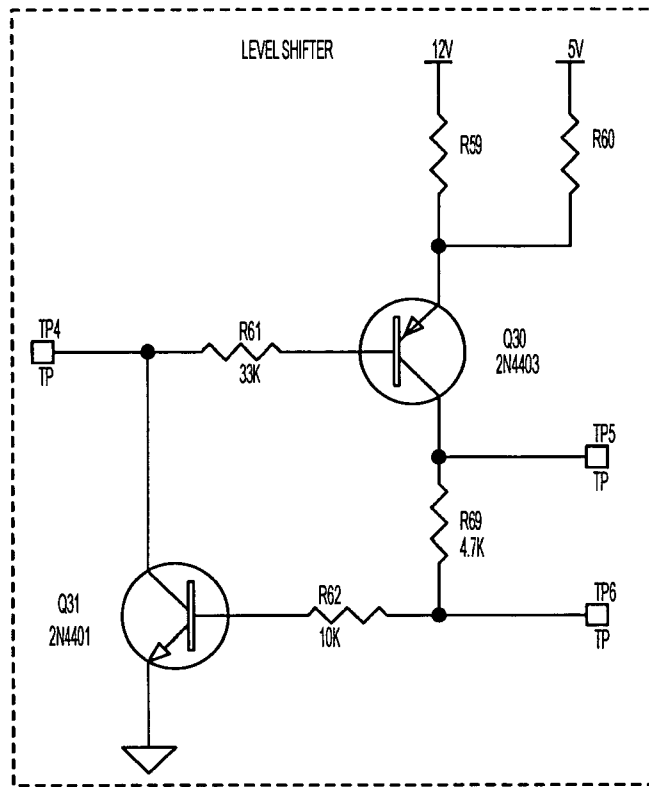 LEVEL SHIFTER
12V
5V
R59
R60
TP4
TP
R61
33K
Q30
2N4403
TP5
TP
R69
4.7K
Q31
2N4401
R62
10K
TP6
TP